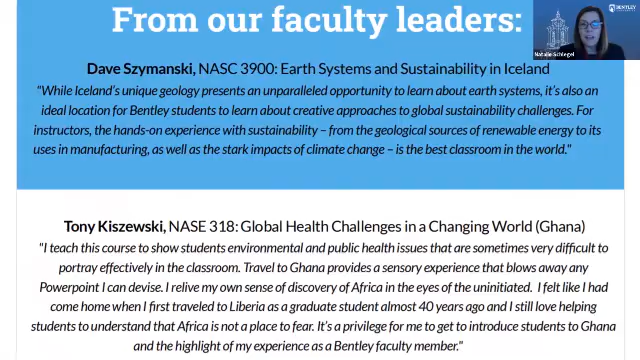 From our faculty leaders:
BENTLEY
Natalie Schlegel
Dave Szymanski, NASC 3900: Earth Systems and Sustainability in Iceland
"While Iceland's unique geology presents an unparalleled opportunity to learn about earth systems, it's also an
ideal location for Bentley students to learn about creative approaches to global sustainability challenges. For
instructors, the hands-on experience with sustainability – from the geological sources of renewable energy to its
uses in manufacturing, as well as the stark impacts of climate change – is the best classroom in the world."
Tony Kiszewski, NASE 318: Global Health Challenges in a Changing World (Ghana)
"I teach this course to show students environmental and public health issues that are sometimes very difficult to
portray effectively in the classroom. Travel to Ghana provides a sensory experience that blows away any
Powerpoint I can devise. I relive my own sense of discovery of Africa in the eyes of the uninitiated.  I felt like I had
come home when I first traveled to Liberia as a graduate student almost 40 years ago and I still love helping
students to understand that Africa is not a place to fear. It's a privilege for me to get to introduce students to Ghana
and the highlight of my experience as a Bentley faculty member."